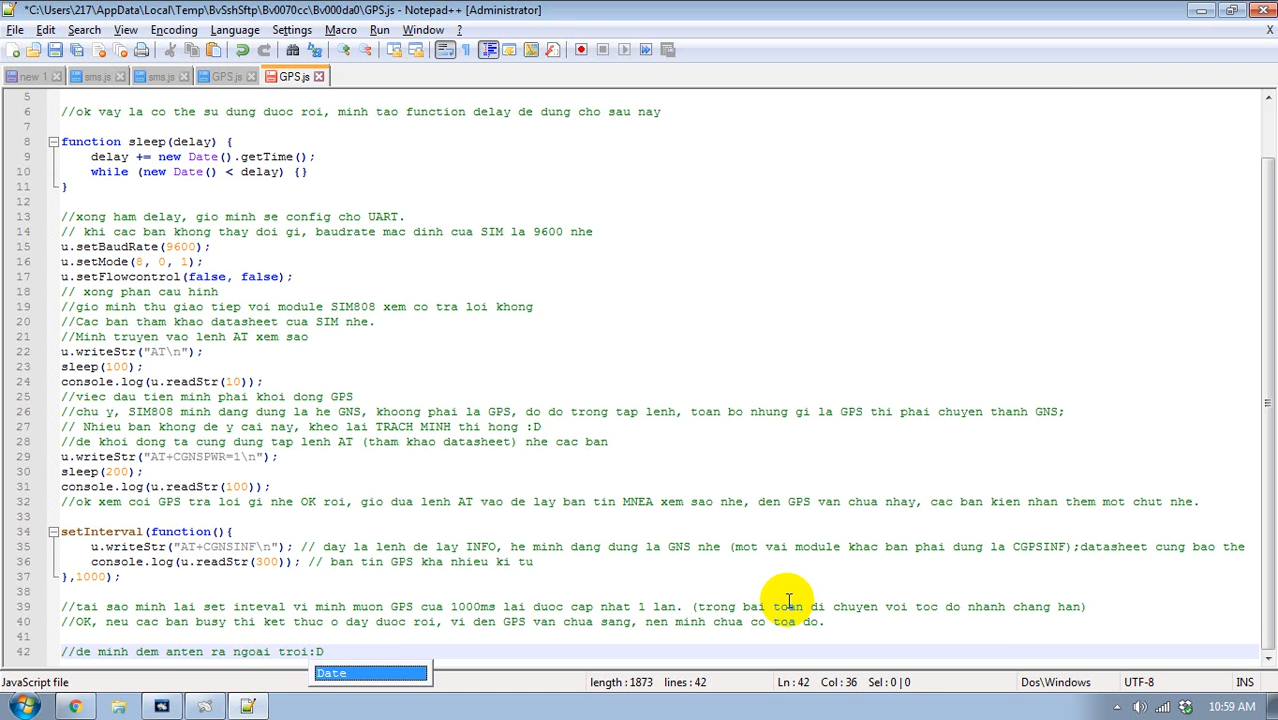 *C:\Users\217\AppData\Local\Temp\BvSshSftp\Bv0070cc\Bv000da0\GPS.js - Notepad++ [Administrator]
File Edit Search View Encoding Language Settings Macro Run Window ? X
new 1 sms.js sms.js GPS.js GPS.js
5
6 //ok vay la co the su dung duoc roi, minh tao function delay de dung cho sau nay
7
8 function sleep(delay) {
9 delay += new Date().getTime();
10 while (new Date() < delay) {}
11 }
12
13 //xong ham delay, gio minh se config cho UART.
14 // khi cac ban khong thay doi gi, baudrate mac dinh cua SIM la 9600 nhe
15 u.setBaudRate(9600);
16 u.setMode(8, 0, 1);
17 u.setFlowcontrol(false, false);
18 // xong phan cau hinh
19 //gio minh thu giao tiep voi module SIM808 xem co tra loi khong
20 //Cac ban tham khao datasheet cua SIM nhe.
21 //Minh truyen vao lenh AT xem sao
22 u.writeStr("AT\n");
23 sleep(100);
24 console.log(u.readStr(10));
25 //viec dau tien minh phai khoi dong GPS
26 //chu y, SIM808 minh dang dung la he GNS, khoong phai la GPS, do do trong tap lenh, toan bo nhung gi la GPS thi phai chuyen thanh GNS;
27 // Nhieu ban khong de y cai nay, kheo lai TRACH MINH thi hong :D
28 //de khoi dong ta cung dung tap lenh AT (tham khao datasheet) nhe cac ban
29 u.writeStr("AT+CGNSPWR=1\n");
30 sleep(200);
31 console.log(u.readStr(100));
32 //ok xem coi GPS tra loi gi nhe OK roi, gio dua lenh AT vao de lay ban tin MNEA xem sao nhe, den GPS van chua nhay, cac ban kien nhan them mot chut nhe.
33
34 setInterval(function(){
35 u.writeStr("AT+CGNSINF\n"); // day la lenh de lay INFO, he minh dang dung la GNS nhe (mot vai module khac ban phai dung la CGPSINF);datasheet cung bao the
36 console.log(u.readStr(300)); // ban tin GPS kha nhieu ki tu
37 },1000);
38
39 //tai sao minh lai set inteval vi minh muon GPS cua 1000ms lai duoc cap nhat 1 lan. (trong bai toan di chuyen voi toc do nhanh chang han)
40 //OK, neu cac ban busy thi ket thuc o day duoc roi, vi den GPS van chua sang, nen minh chua co toa do.
41
42 //de minh dem anten ra ngoai troi:D
Date
JavaScript file length : 1873 lines : 42 Ln : 42 Col : 36 Sel : 0 | 0 Dos\Windows UTF-8 INS
10:59 AM